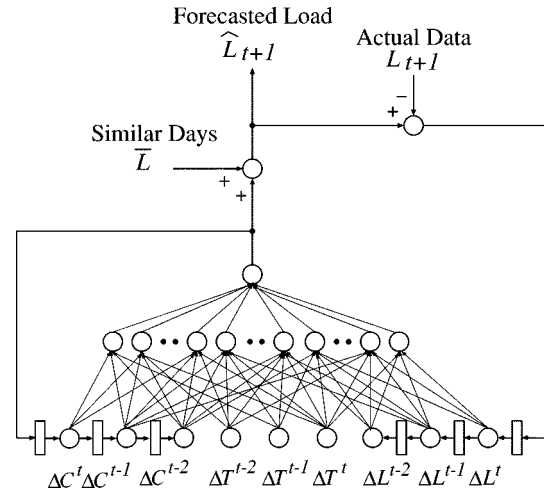 Forecasted Load
L̂ t+1
Actual Data
L t+1
−
+
Similar Days
L̅
+
+
ΔC^t ΔC^t-1 ΔC^t-2 ΔT^t-2 ΔT^t-1 ΔT^t ΔL^t-2 ΔL^t-1 ΔL^t